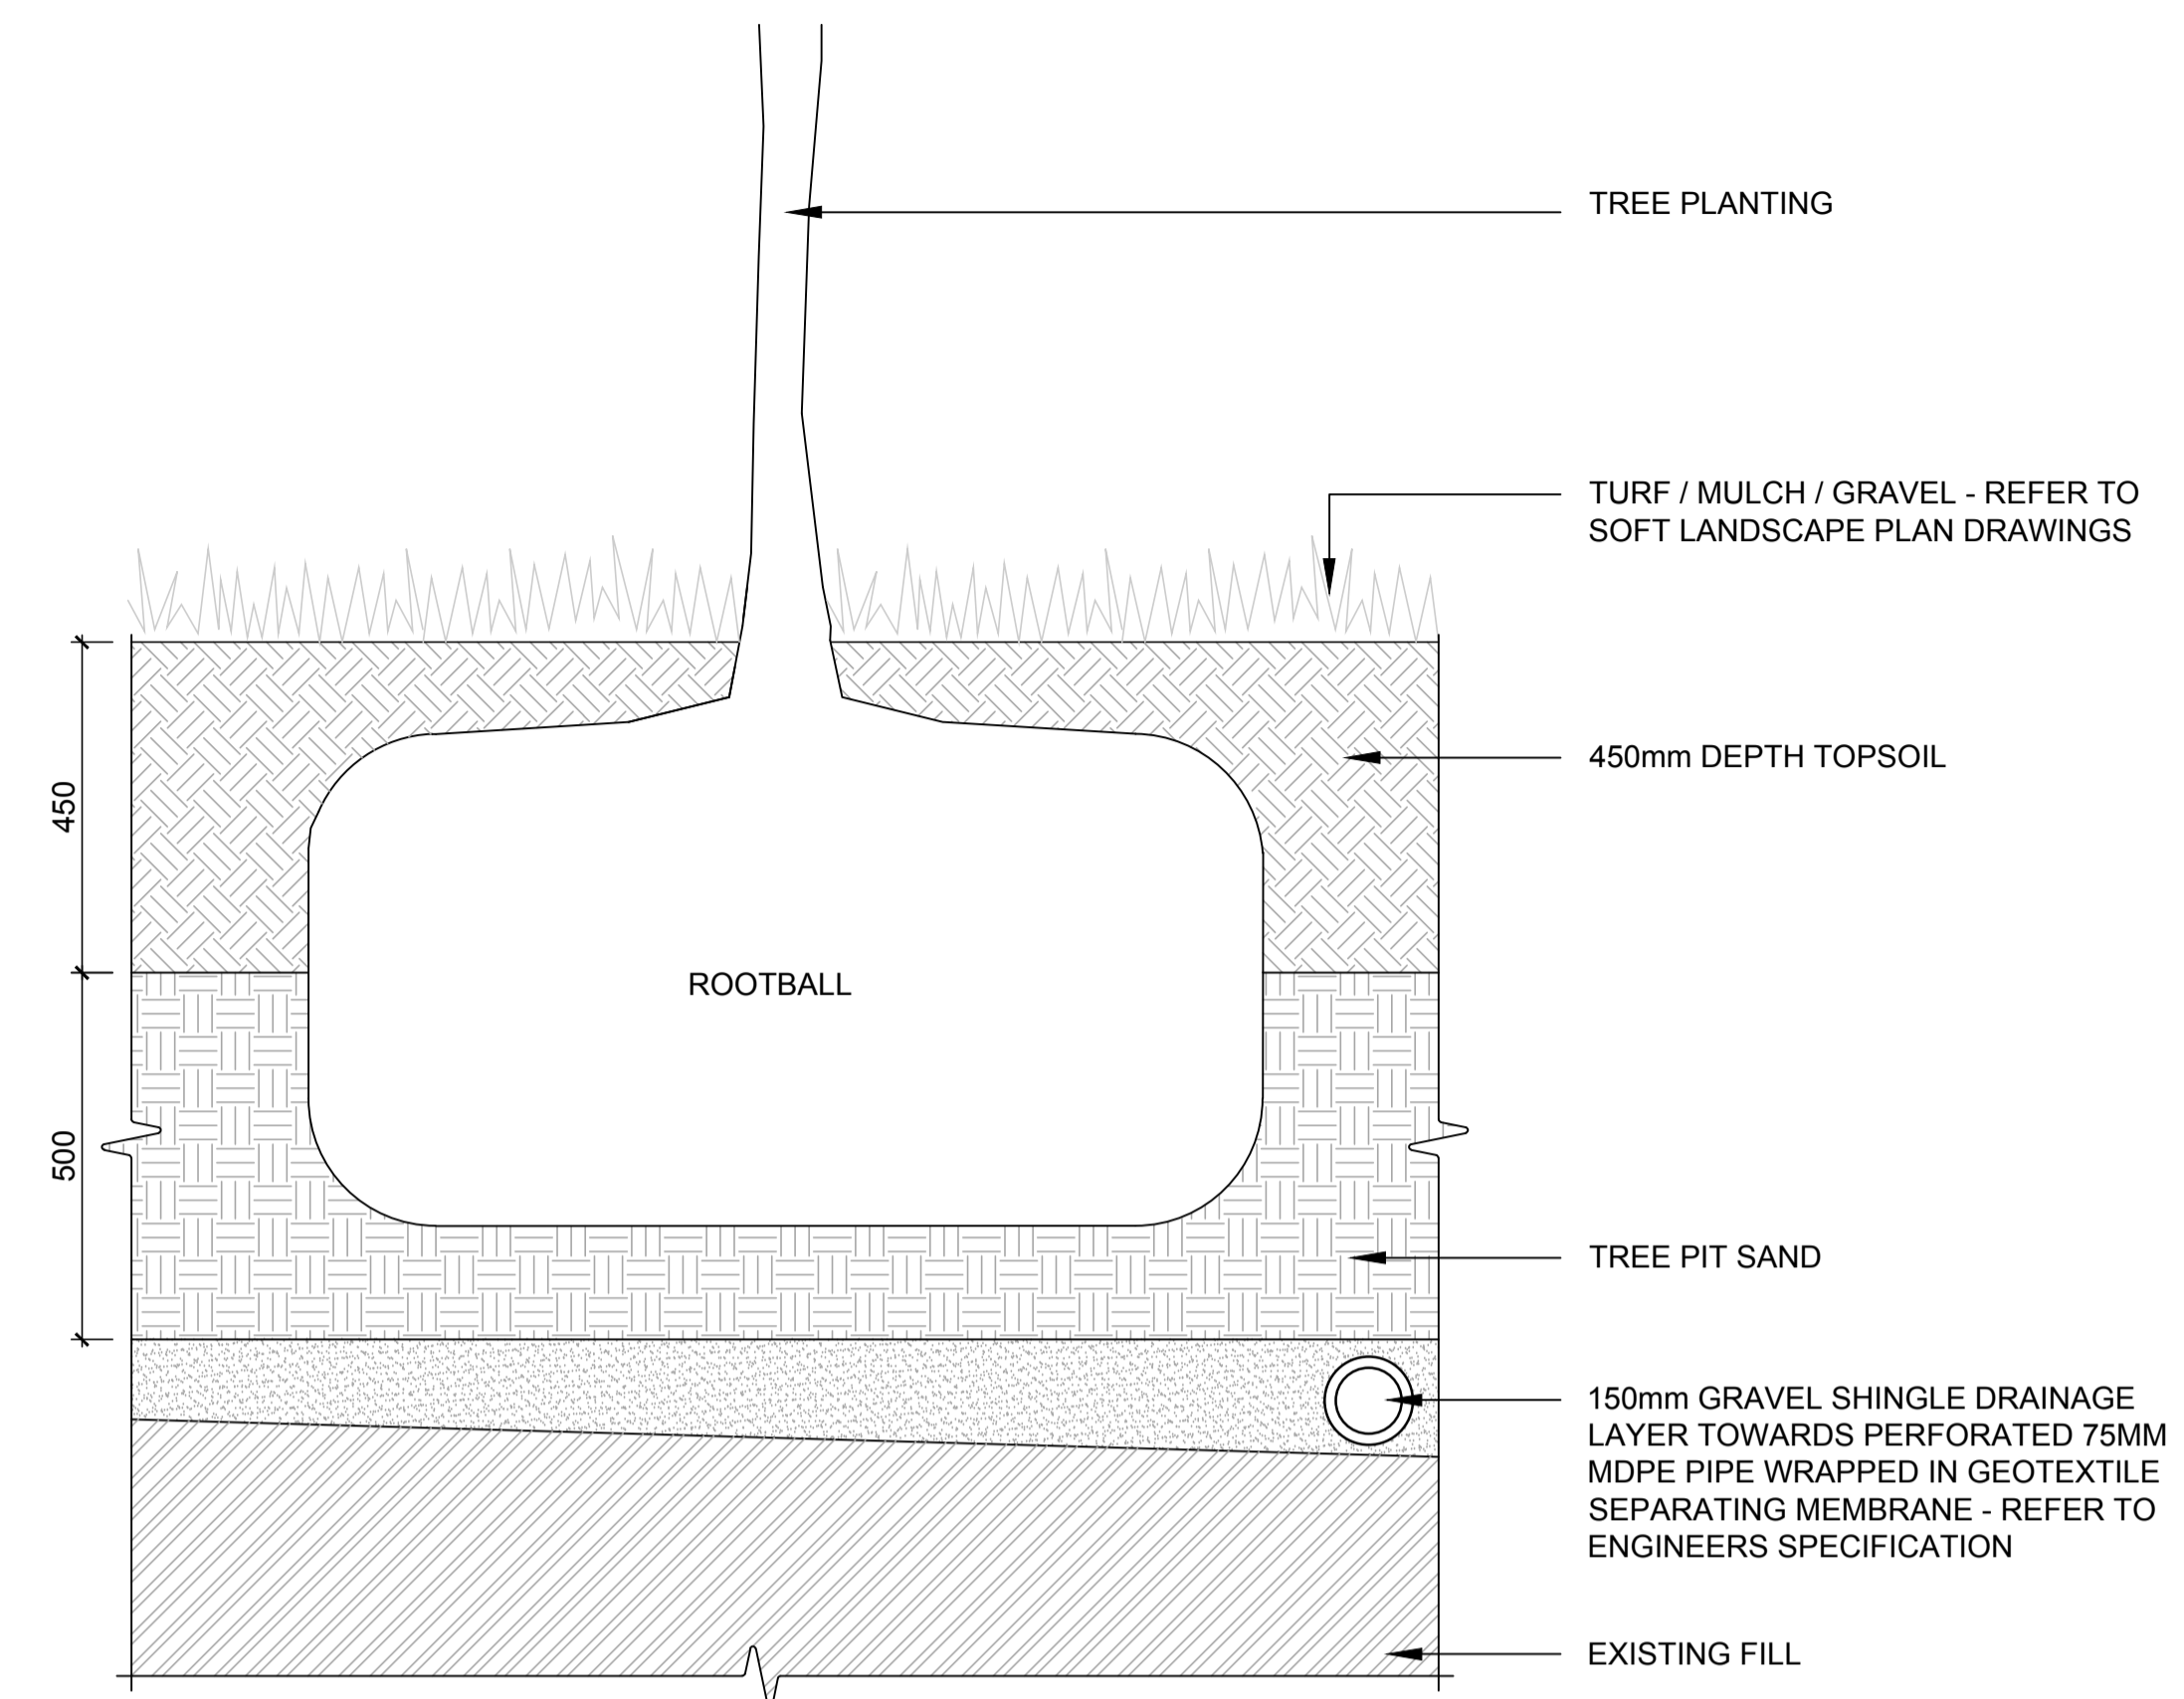 TREE PLANTING
TURF / MULCH / GRAVEL - REFER TO
SOFT LANDSCAPE PLAN DRAWINGS
450mm DEPTH TOPSOIL
450
ROOTBALL
500
TREE PIT SAND
150mm GRAVEL SHINGLE DRAINAGE
LAYER TOWARDS PERFORATED 75MM
MDPE PIPE WRAPPED IN GEOTEXTILE
SEPARATING MEMBRANE - REFER TO
ENGINEERS SPECIFICATION
EXISTING FILL